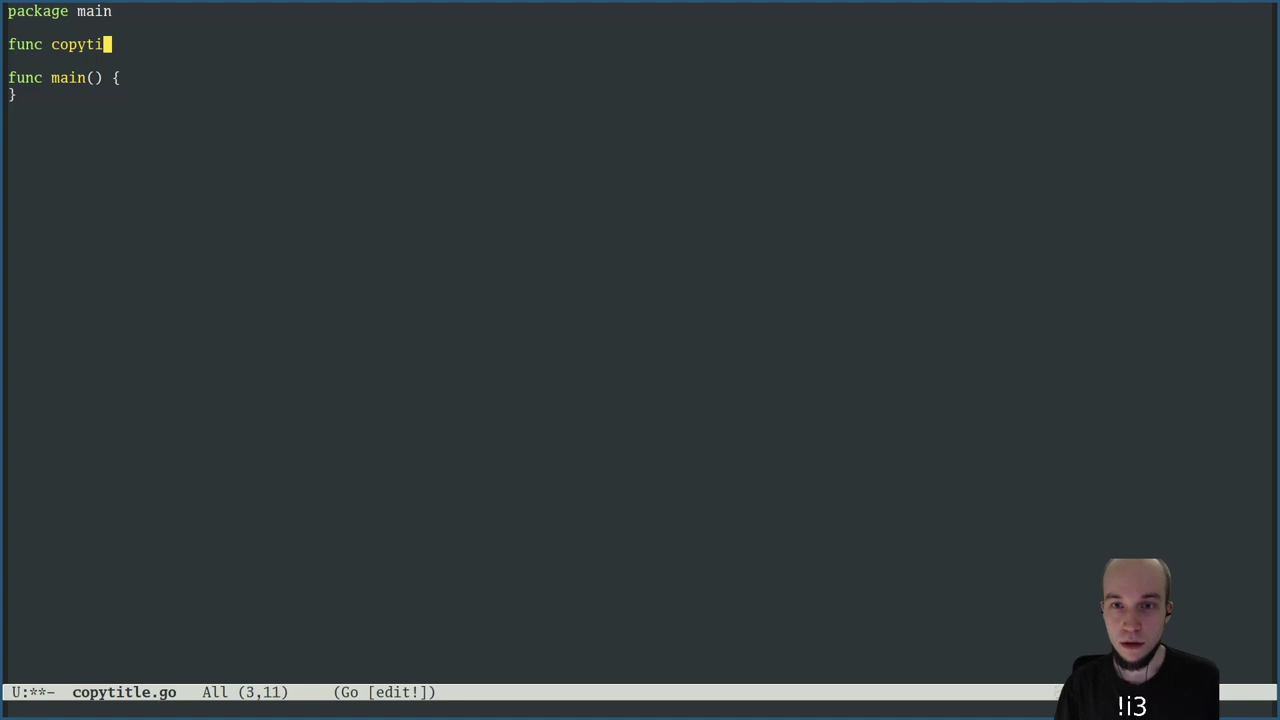 package main
func copyti
func main() {
}
U:**-  copytitle.go   All (3,11)     (Go [edit!])
!i3